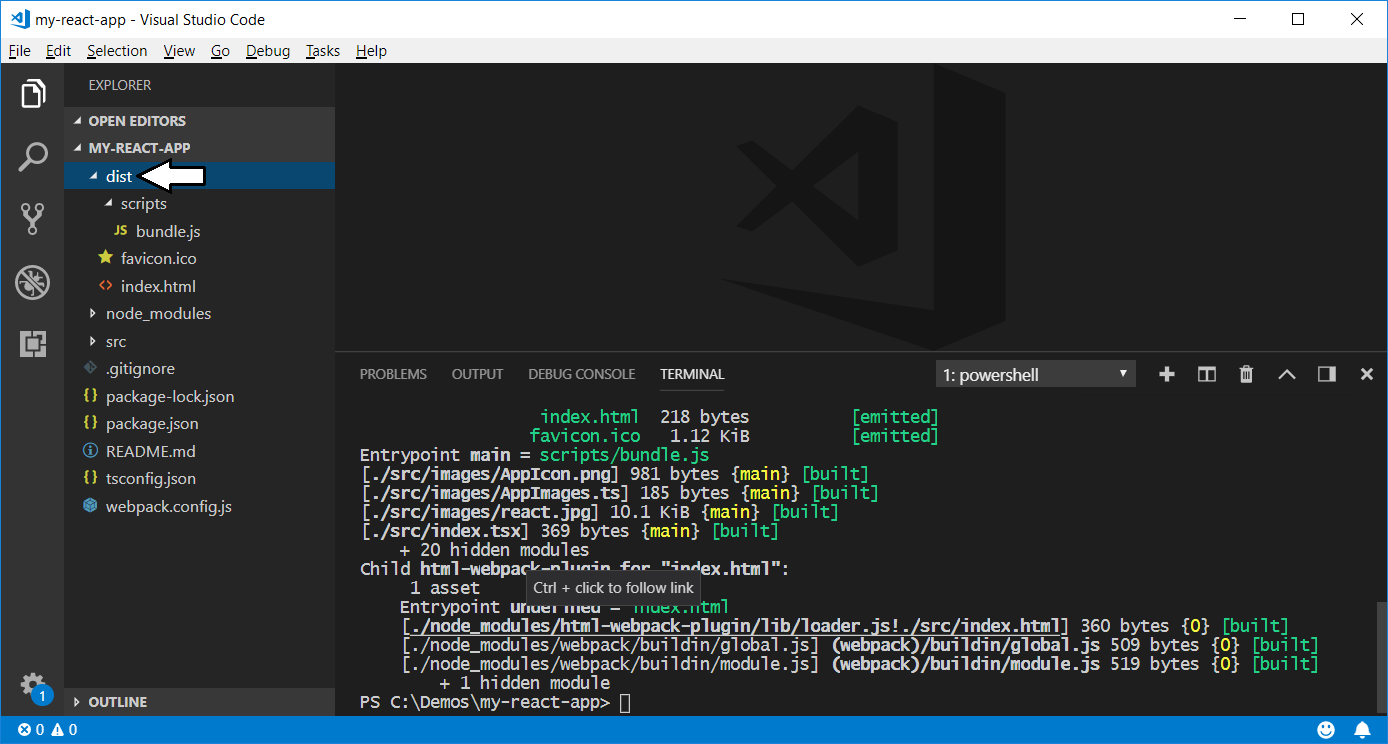 my-react-app - Visual Studio Code
File Edit Selection View Go Debug Tasks Help
EXPLORER
OPEN EDITORS
MY-REACT-APP
dist
scripts
JS bundle.js
favicon.ico
<> index.html
node_modules
src
.gitignore
{} package-lock.json
{} package.json
README.md
{} tsconfig.json
webpack.config.js
OUTLINE
1
PROBLEMS OUTPUT DEBUG CONSOLE TERMINAL 1: powershell
index.html 218 bytes [emitted]
favicon.ico 1.12 KiB [emitted]
Entrypoint main = scripts/bundle.js
[./src/images/AppIcon.png] 981 bytes {main} [built]
[./src/images/AppImages.ts] 185 bytes {main} [built]
[./src/images/react.jpg] 10.1 KiB {main} [built]
[./src/index.tsx] 369 bytes {main} [built]
+ 20 hidden modules
Child html-webpack-plugin for "index.html":
1 asset
Ctrl + click to follow link
Entrypoint undefined = index.html
[./node_modules/html-webpack-plugin/lib/loader.js!./src/index.html] 360 bytes {0} [built]
[./node_modules/webpack/buildin/global.js] (webpack)/buildin/global.js 509 bytes {0} [built]
[./node_modules/webpack/buildin/module.js] (webpack)/buildin/module.js 519 bytes {0} [built]
+ 1 hidden module
PS C:\Demos\my-react-app>
0 0